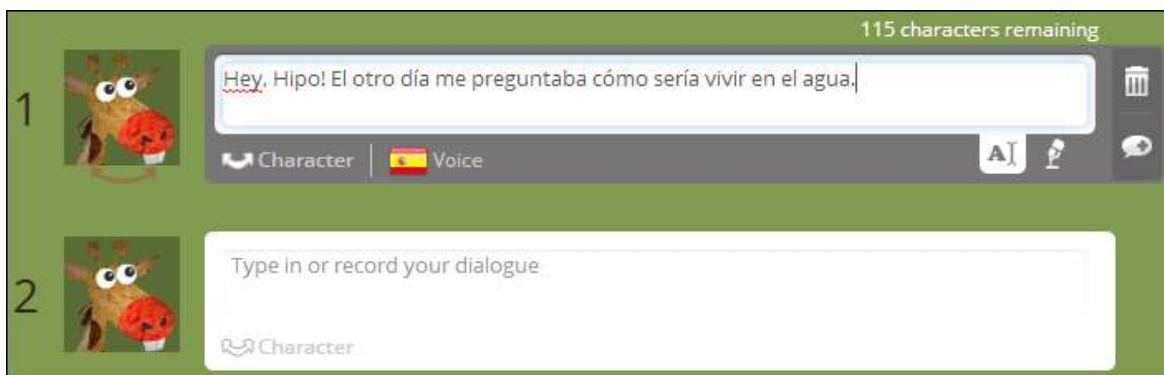 115 characters remaining
1
Hey, Hipo! El otro día me preguntaba cómo sería vivir en el agua.
Character
Voice
A
2
Type in or record your dialogue
Character